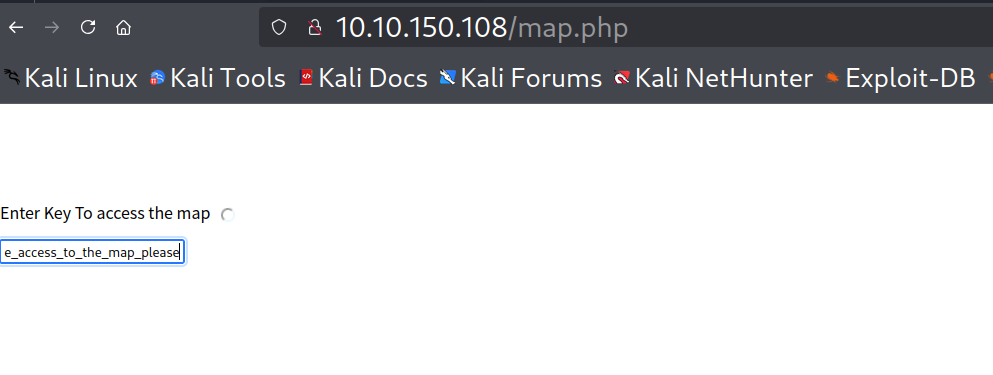 10.10.150.108/map.php
Kali Linux Kali Tools Kali Docs Kali Forums Kali NetHunter Exploit-DB
Enter Key To access the map
e_access_to_the_map_please